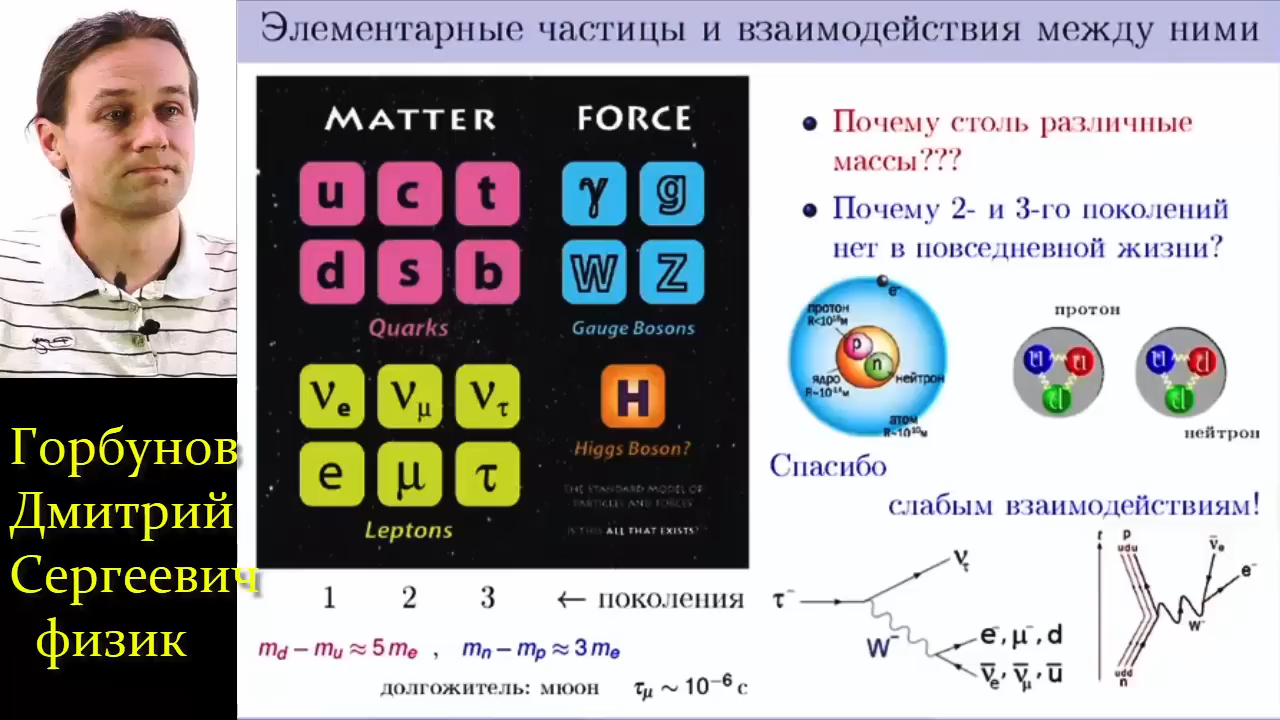 Элементарные частицы и взаимодействия между ними
MATTER
FORCE
u c t
γ g
d s b
W Z
Quarks
Gauge Bosons
νe νμ ντ
H
e μ τ
Higgs Boson?
Leptons
THE STANDARD MODEL OF
PARTICLES AND FORCES
IS THIS ALL THAT EXISTS?
1 2 3 ← поколения
md − mu ≈ 5 me , mn − mp ≈ 3 me
долгожитель: мюон τμ ∼ 10⁻⁶ с
• Почему столь различные
массы???
• Почему 2- и 3-го поколений
нет в повседневной жизни?
e⁻
протон
p
n
ядро
нейтрон
атом
протон
u u
d
u d
d
нейтрон
Спасибо
слабым взаимодействиям!
τ⁻
ντ
W⁻
e⁻, μ⁻, d
ν̄e, ν̄μ, ū
t
p
udu
ν̄e
e⁻
W⁻
udd
n
Горбунов
Дмитрий
Сергеевич
физик